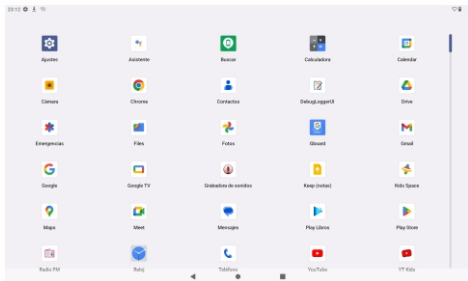 20:12
Ajustes Asistente Buscar Calculadora Calendar
Cámara Chrome Contactos DebugLoggerUI Drive
Emergencias Files Fotos Gboard Gmail
Google Google TV Grabadora de sonidos Keep (notas) Kids Space
Maps Meet Mensajes Play Libros Play Store
Radio FM Reloj Teléfono YouTube YT Kids